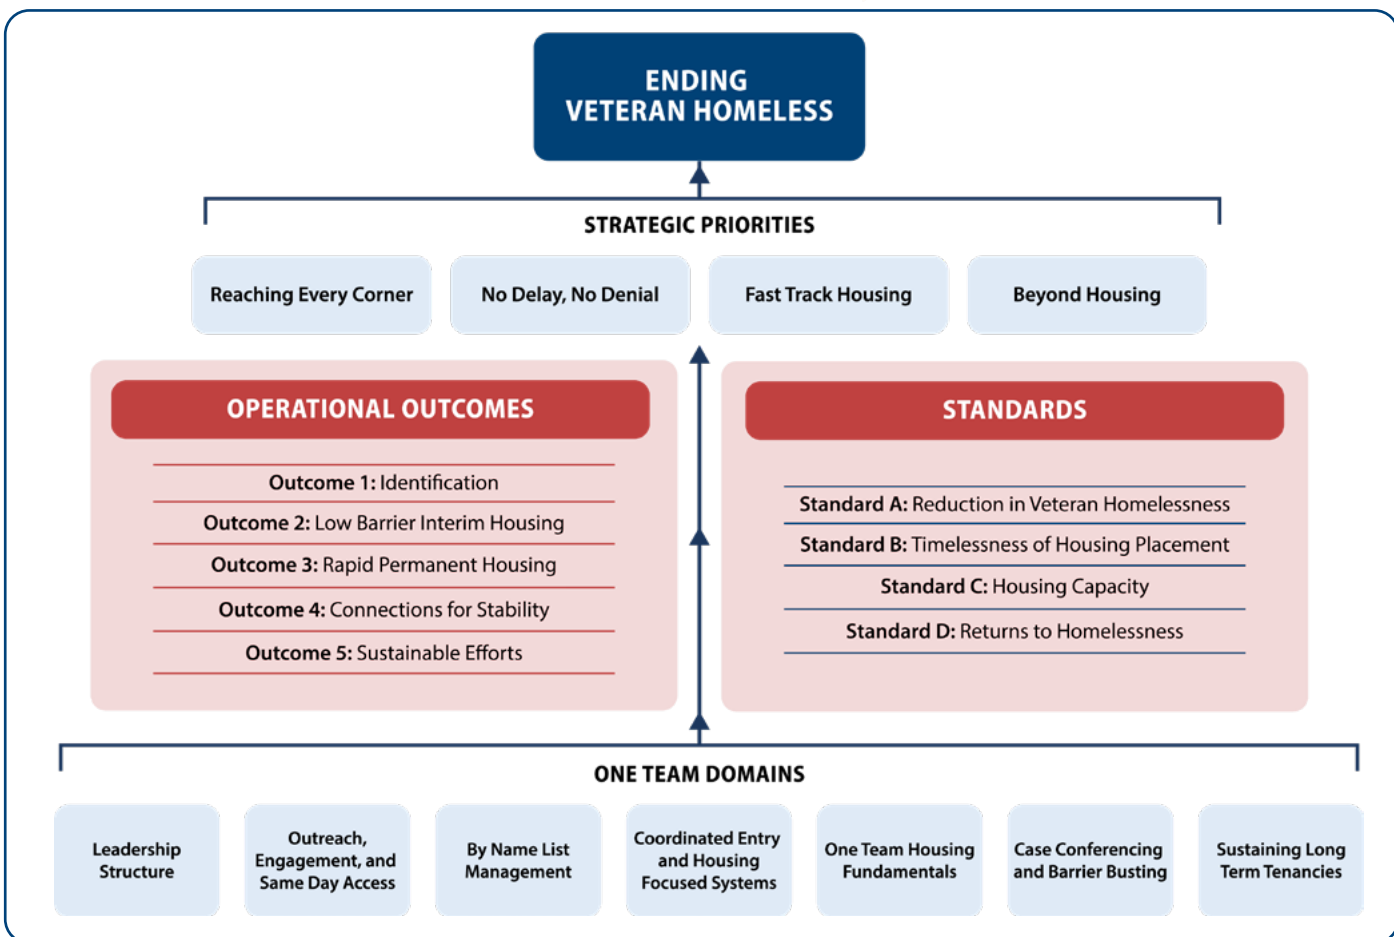 ENDING
VETERAN HOMELESS
STRATEGIC PRIORITIES
Reaching Every Corner
No Delay, No Denial
Fast Track Housing
Beyond Housing
OPERATIONAL OUTCOMES
Outcome 1: Identification
Outcome 2: Low Barrier Interim Housing
Outcome 3: Rapid Permanent Housing
Outcome 4: Connections for Stability
Outcome 5: Sustainable Efforts
STANDARDS
Standard A: Reduction in Veteran Homelessness
Standard B: Timelessness of Housing Placement
Standard C: Housing Capacity
Standard D: Returns to Homelessness
ONE TEAM DOMAINS
Leadership
Structure
Outreach,
Engagement, and
Same Day Access
By Name List
Management
Coordinated Entry
and Housing
Focused Systems
One Team Housing
Fundamentals
Case Conferencing
and Barrier Busting
Sustaining Long
Term Tenancies